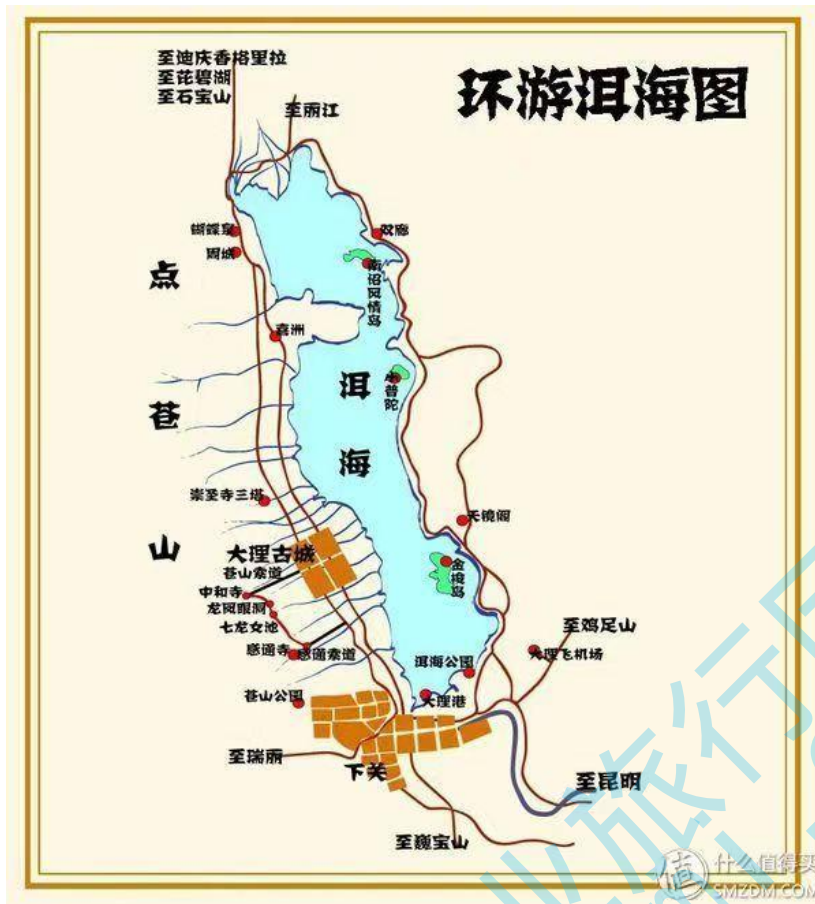 至迪庆香格里拉
至花碧湖
至石宝山
至丽江
环游洱海图
蝴蝶泉
周城
双廊
南诏风情岛
点苍山
喜洲
洱海
小普陀
崇圣寺三塔
天镜阁
大理古城
苍山索道
中和寺
龙凤眼洞
七龙女池
感通寺
感通索道
金梭岛
至鸡足山
大理飞机场
洱海公园
大理港
苍山公园
至瑞丽
下关
至昆明
至巍宝山
值 什么值得买
SMZDM.COM